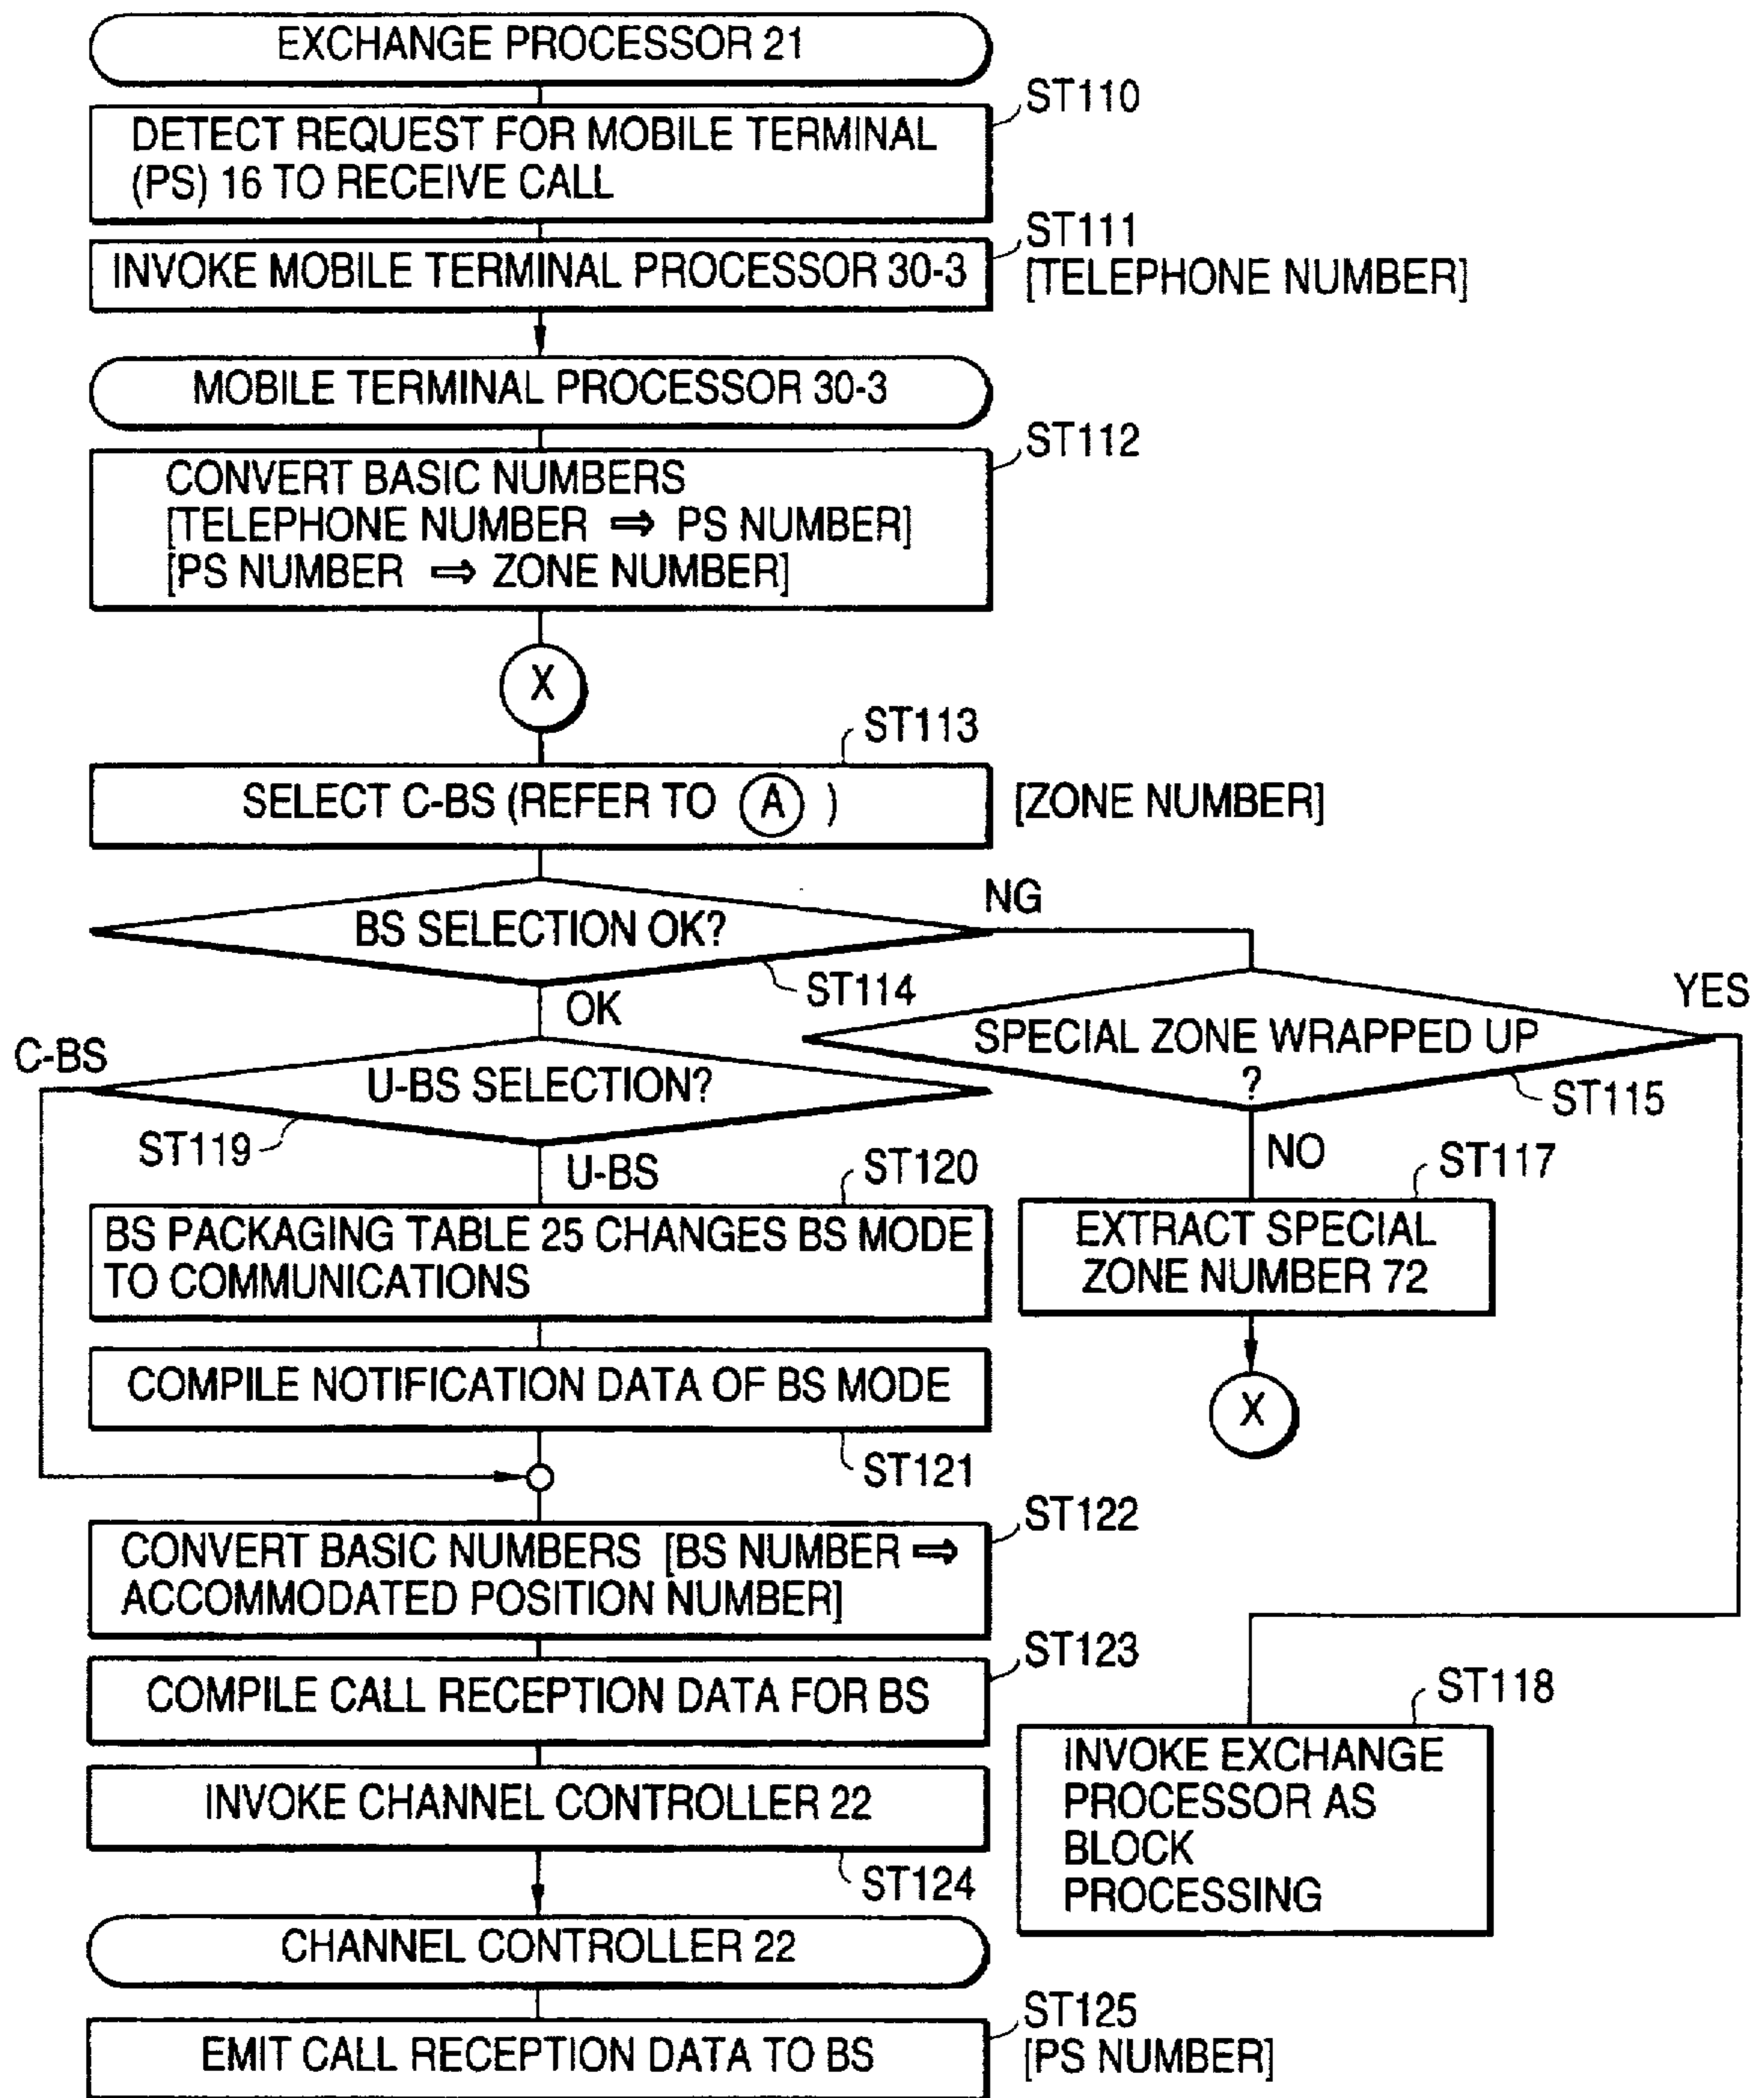 EXCHANGE PROCESSOR 21
ST110
DETECT REQUEST FOR MOBILE TERMINAL
(PS) 16 TO RECEIVE CALL
ST111
INVOKE MOBILE TERMINAL PROCESSOR 30-3
[TELEPHONE NUMBER]
MOBILE TERMINAL PROCESSOR 30-3
ST112
CONVERT BASIC NUMBERS
[TELEPHONE NUMBER ⇒ PS NUMBER]
[PS NUMBER ⇒ ZONE NUMBER]
X
ST113
SELECT C-BS (REFER TO A )
[ZONE NUMBER]
BS SELECTION OK?
NG
ST114
OK
SPECIAL ZONE WRAPPED UP
?
YES
ST115
C-BS
U-BS SELECTION?
ST119
U-BS
NO
ST117
EXTRACT SPECIAL
ZONE NUMBER 72
X
ST120
BS PACKAGING TABLE 25 CHANGES BS MODE
TO COMMUNICATIONS
COMPILE NOTIFICATION DATA OF BS MODE
ST121
ST122
CONVERT BASIC NUMBERS [BS NUMBER ⇒
ACCOMMODATED POSITION NUMBER]
ST123
COMPILE CALL RECEPTION DATA FOR BS
ST118
INVOKE EXCHANGE
PROCESSOR AS
BLOCK
PROCESSING
INVOKE CHANNEL CONTROLLER 22
ST124
CHANNEL CONTROLLER 22
ST125
EMIT CALL RECEPTION DATA TO BS
[PS NUMBER]